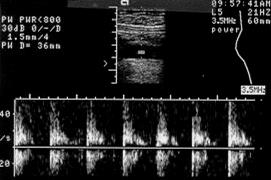 PW PWR<800
30dB 0/-/D
1.5mm/4
PW D= 36mm
09:57:41AM
L5 21HZ
3.5MHz 60mm
power
3.5MHz
40
/s
20